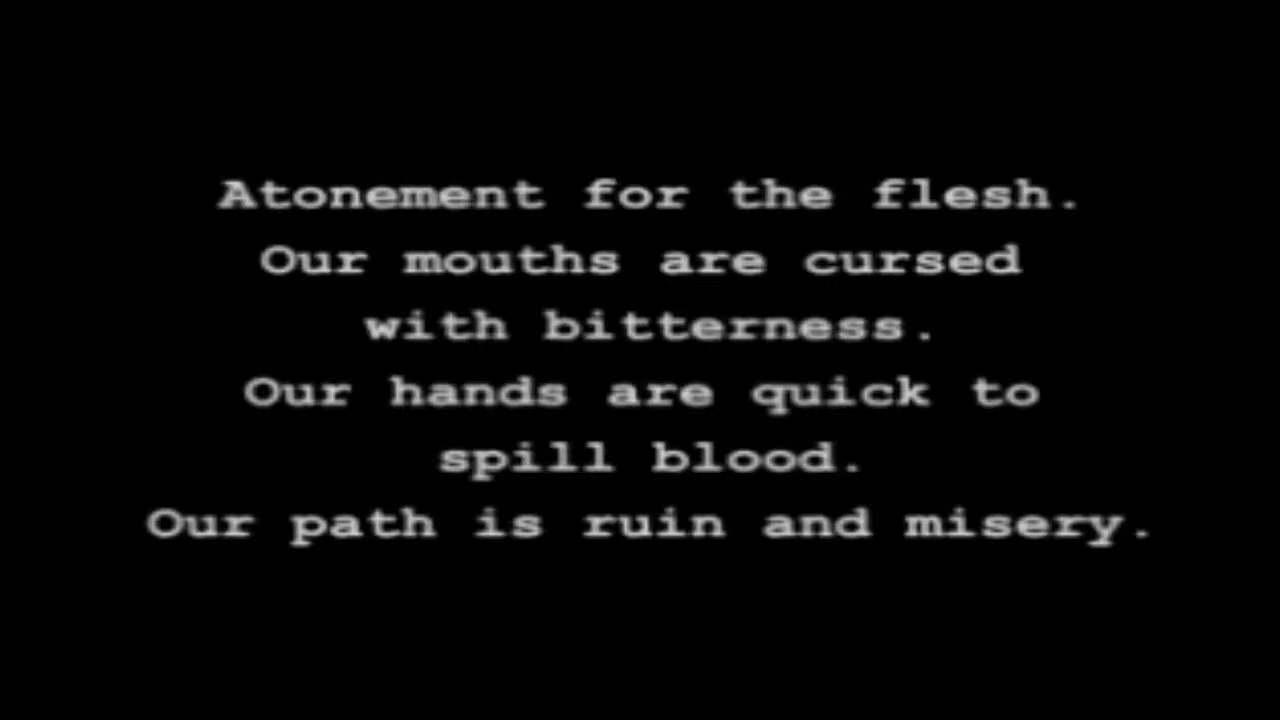 Atonement for the flesh.
Our mouths are cursed
with bitterness.
Our hands are quick to
spill blood.
Our path is ruin and misery.